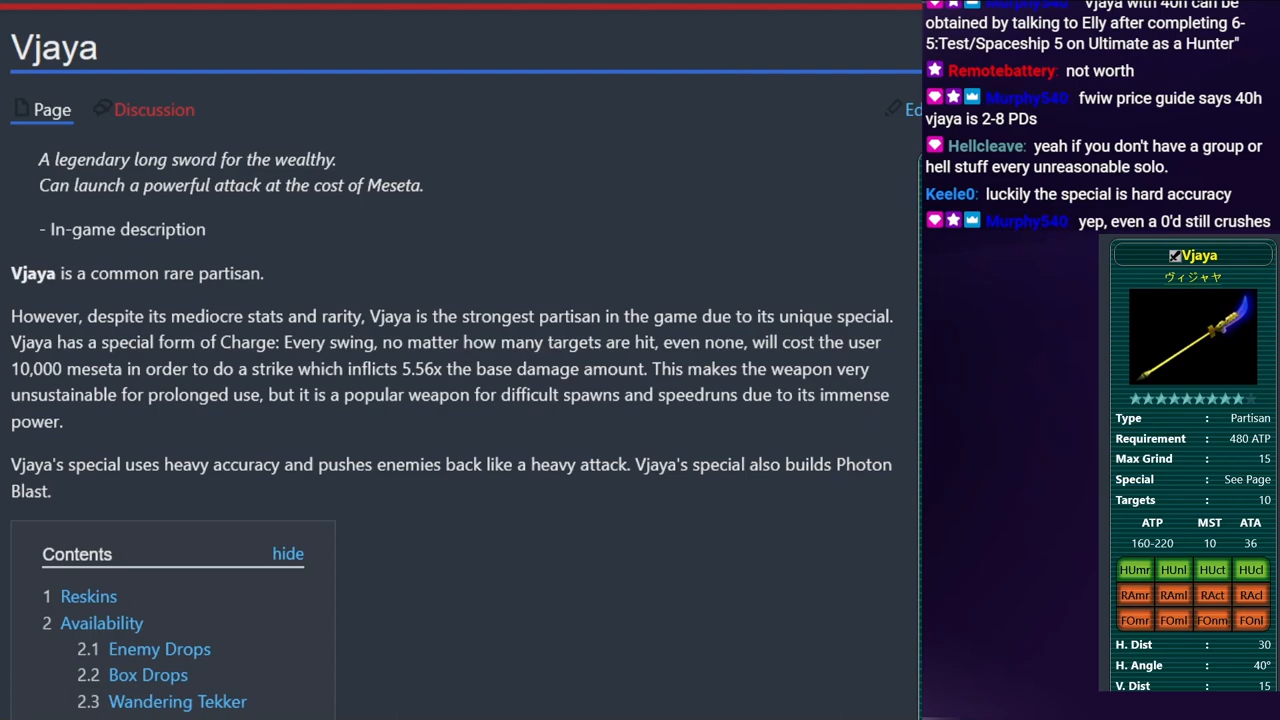 Vjaya
Page
Discussion
Ed
A legendary long sword for the wealthy.
Can launch a powerful attack at the cost of Meseta.
- In-game description
Vjaya is a common rare partisan.
However, despite its mediocre stats and rarity, Vjaya is the strongest partisan in the game due to its unique special.
Vjaya has a special form of Charge: Every swing, no matter how many targets are hit, even none, will cost the user
10,000 meseta in order to do a strike which inflicts 5.56x the base damage amount. This makes the weapon very
unsustainable for prolonged use, but it is a popular weapon for difficult spawns and speedruns due to its immense
power.
Vjaya's special uses heavy accuracy and pushes enemies back like a heavy attack. Vjaya's special also builds Photon
Blast.
Contents hide
1 Reskins
2 Availability
2.1 Enemy Drops
2.2 Box Drops
2.3 Wandering Tekker
Murphy540: "Vjaya with 40h can be
obtained by talking to Elly after completing 6-
5:Test/Spaceship 5 on Ultimate as a Hunter"
Remotebattery: not worth
Murphy540: fwiw price guide says 40h
vjaya is 2-8 PDs
Hellcleave: yeah if you don't have a group or
hell stuff every unreasonable solo.
Keele0: luckily the special is hard accuracy
Murphy540: yep, even a 0'd still crushes
Vjaya
ヴィジャヤ
Type : Partisan
Requirement : 480 ATP
Max Grind : 15
Special : See Page
Targets : 10
ATP MST ATA
160-220 10 36
HUmr HUnl HUct HUcl
RAmr RAml RAct RAcl
FOmr FOml FOnm FOnl
H. Dist : 30
H. Angle : 40°
V. Dist : 15